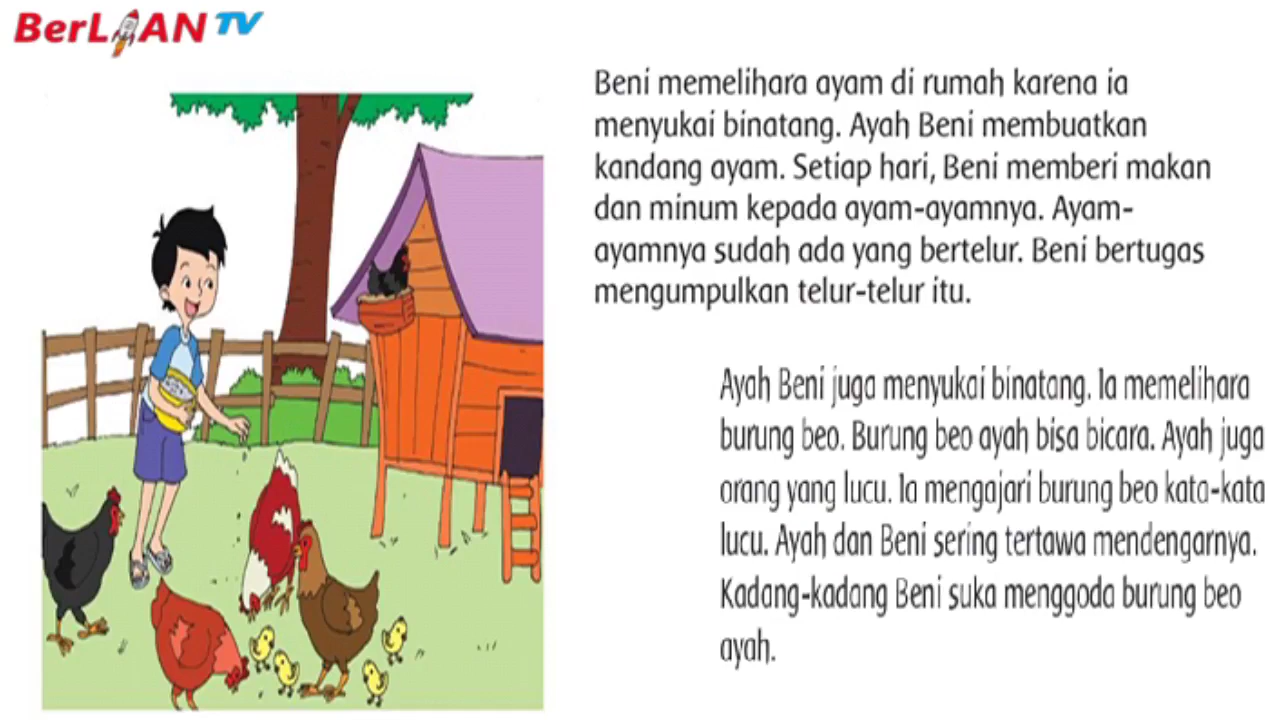 BerLIAN TV
Beni memelihara ayam di rumah karena ia
menyukai binatang. Ayah Beni membuatkan
kandang ayam. Setiap hari, Beni memberi makan
dan minum kepada ayam-ayamnya. Ayam-
ayamnya sudah ada yang bertelur. Beni bertugas
mengumpulkan telur-telur itu.
Ayah Beni juga menyukai binatang. Ia memelihara
burung beo. Burung beo ayah bisa bicara. Ayah juga
orang yang lucu. Ia mengajari burung beo kata-kata
lucu. Ayah dan Beni sering tertawa mendengarnya.
Kadang-kadang Beni suka menggoda burung beo
ayah.